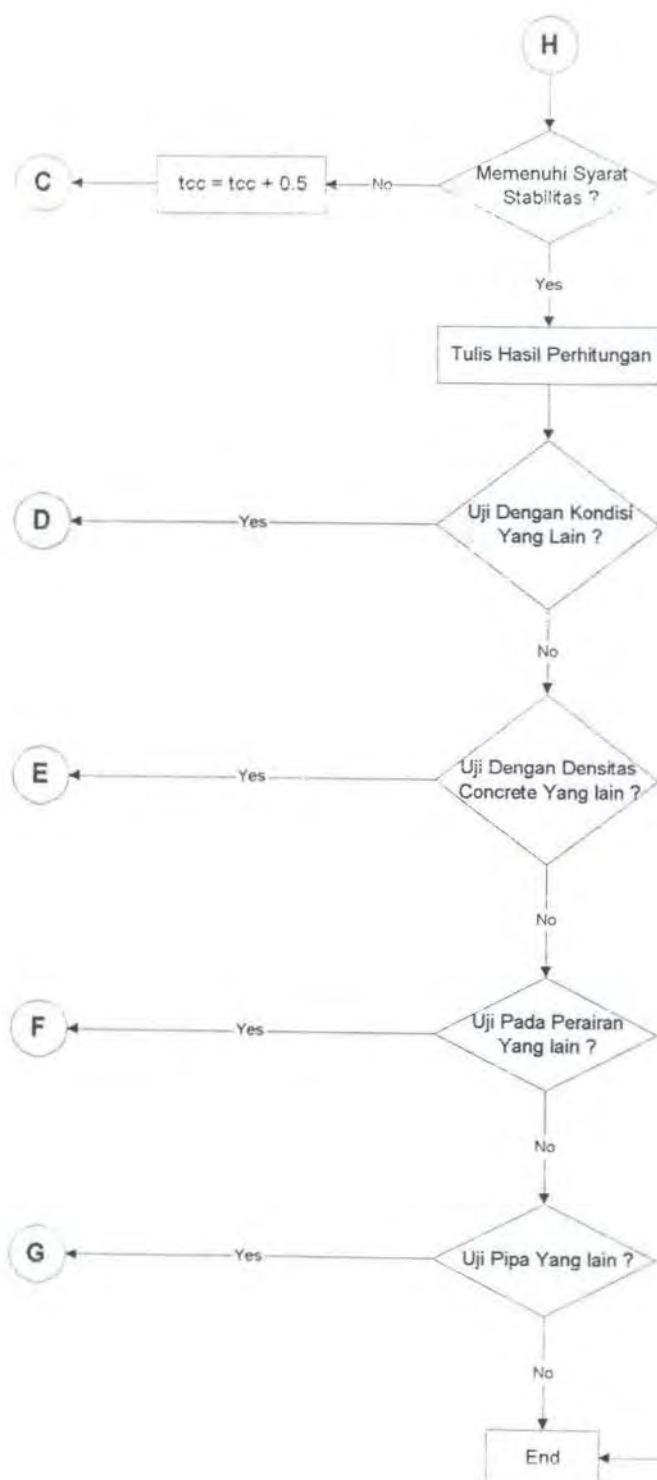 H
Memenuhi Syarat
Stabilitas ?
No
tcc = tcc + 0.5
C
Yes
Tulis Hasil Perhitungan
Uji Dengan Kondisi
Yang Lain ?
Yes
D
No
Uji Dengan Densitas
Concrete Yang lain ?
Yes
E
No
Uji Pada Perairan
Yang lain ?
Yes
F
No
Uji Pipa Yang lain ?
Yes
G
No
End